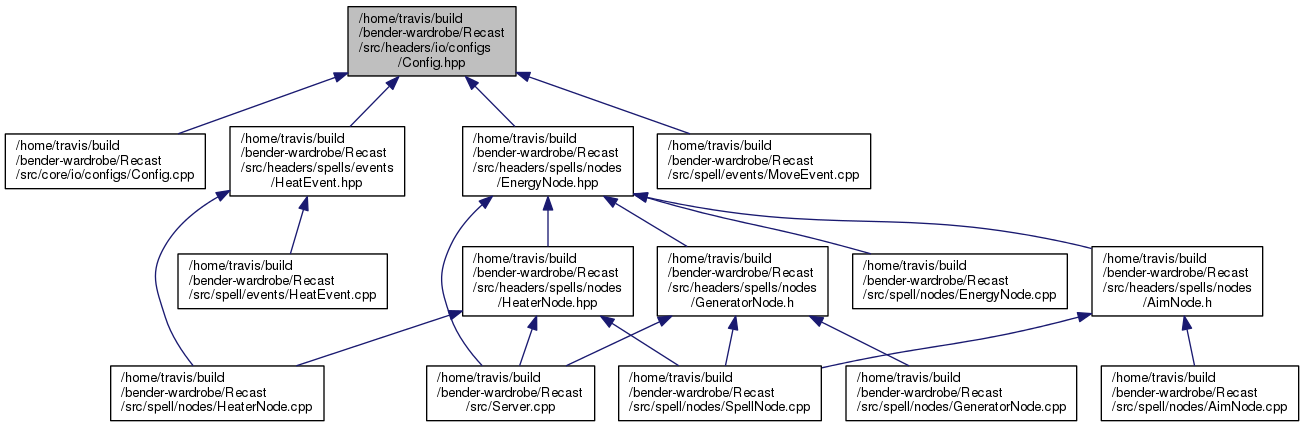 /home/travis/build
/bender-wardrobe/Recast
/src/headers/io/configs
/Config.hpp
/home/travis/build
/bender-wardrobe/Recast
/src/core/io/configs/Config.cpp
/home/travis/build
/bender-wardrobe/Recast
/src/headers/spells/events
/HeatEvent.hpp
/home/travis/build
/bender-wardrobe/Recast
/src/headers/spells/nodes
/EnergyNode.hpp
/home/travis/build
/bender-wardrobe/Recast
/src/spell/events/MoveEvent.cpp
/home/travis/build
/bender-wardrobe/Recast
/src/spell/events/HeatEvent.cpp
/home/travis/build
/bender-wardrobe/Recast
/src/headers/spells/nodes
/HeaterNode.hpp
/home/travis/build
/bender-wardrobe/Recast
/src/headers/spells/nodes
/GeneratorNode.h
/home/travis/build
/bender-wardrobe/Recast
/src/spell/nodes/EnergyNode.cpp
/home/travis/build
/bender-wardrobe/Recast
/src/headers/spells/nodes
/AimNode.h
/home/travis/build
/bender-wardrobe/Recast
/src/spell/nodes/HeaterNode.cpp
/home/travis/build
/bender-wardrobe/Recast
/src/Server.cpp
/home/travis/build
/bender-wardrobe/Recast
/src/spell/nodes/SpellNode.cpp
/home/travis/build
/bender-wardrobe/Recast
/src/spell/nodes/GeneratorNode.cpp
/home/travis/build
/bender-wardrobe/Recast
/src/spell/nodes/AimNode.cpp